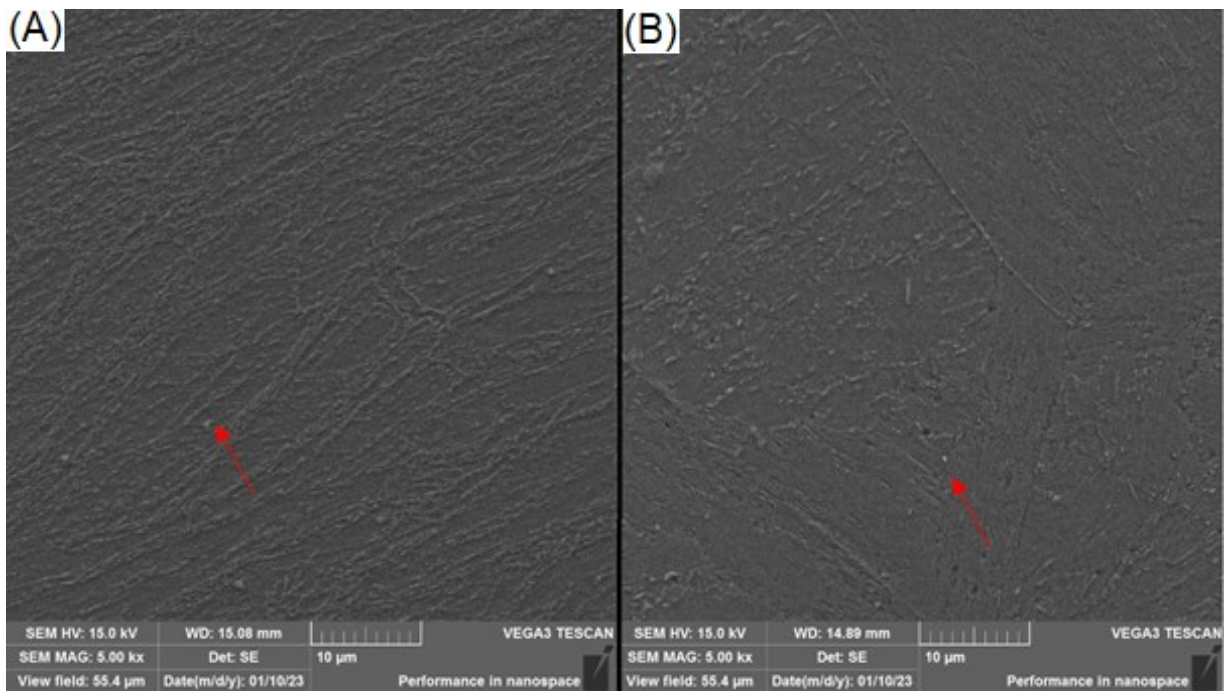 (A)
SEM HV: 15.0 kV WD: 15.08 mm VEGA3 TESCAN
SEM MAG: 5.00 kx Det: SE 10 µm
View field: 55.4 µm Date(m/d/y): 01/10/23 Performance in nanospace
(B)
SEM HV: 15.0 kV WD: 14.89 mm VEGA3 TESCAN
SEM MAG: 5.00 kx Det: SE 10 µm
View field: 55.4 µm Date(m/d/y): 01/10/23 Performance in nanospace